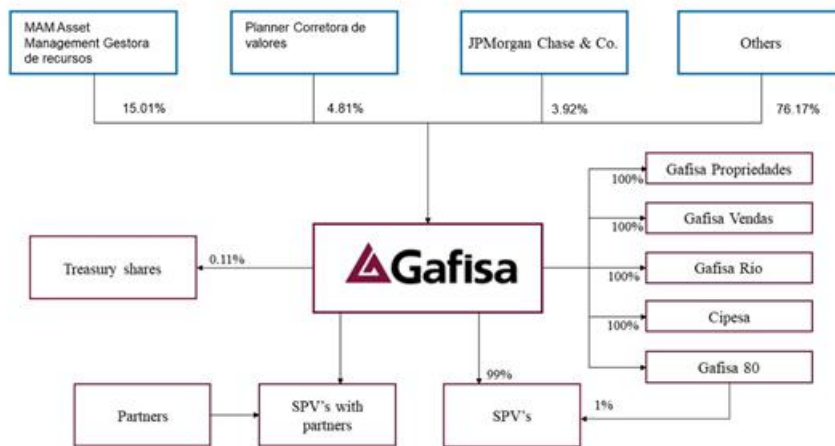 MAM Asset
Management Gestora
de recursos
Planner Corretora de
valores
JPMorgan Chase & Co.
Others
15.01%
4.81%
3.92%
76.17%
Gafisa Propriedades
100%
Gafisa Vendas
100%
Treasury shares
0.11%
Gafisa
Gafisa Rio
100%
Cipesa
100%
Gafisa 80
99%
Partners
SPV's with
partners
SPV's
1%